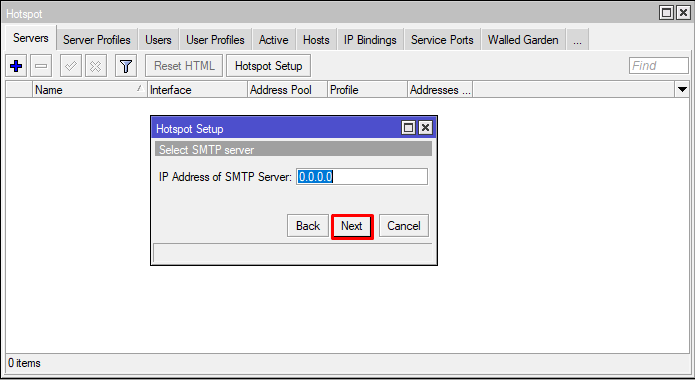 Hotspot
Servers Server Profiles Users User Profiles Active Hosts IP Bindings Service Ports Walled Garden ...
Reset HTML Hotspot Setup Find
Name Interface Address Pool Profile Addresses ...
Hotspot Setup
Select SMTP server
IP Address of SMTP Server: 0.0.0.0
Back Next Cancel
0 items